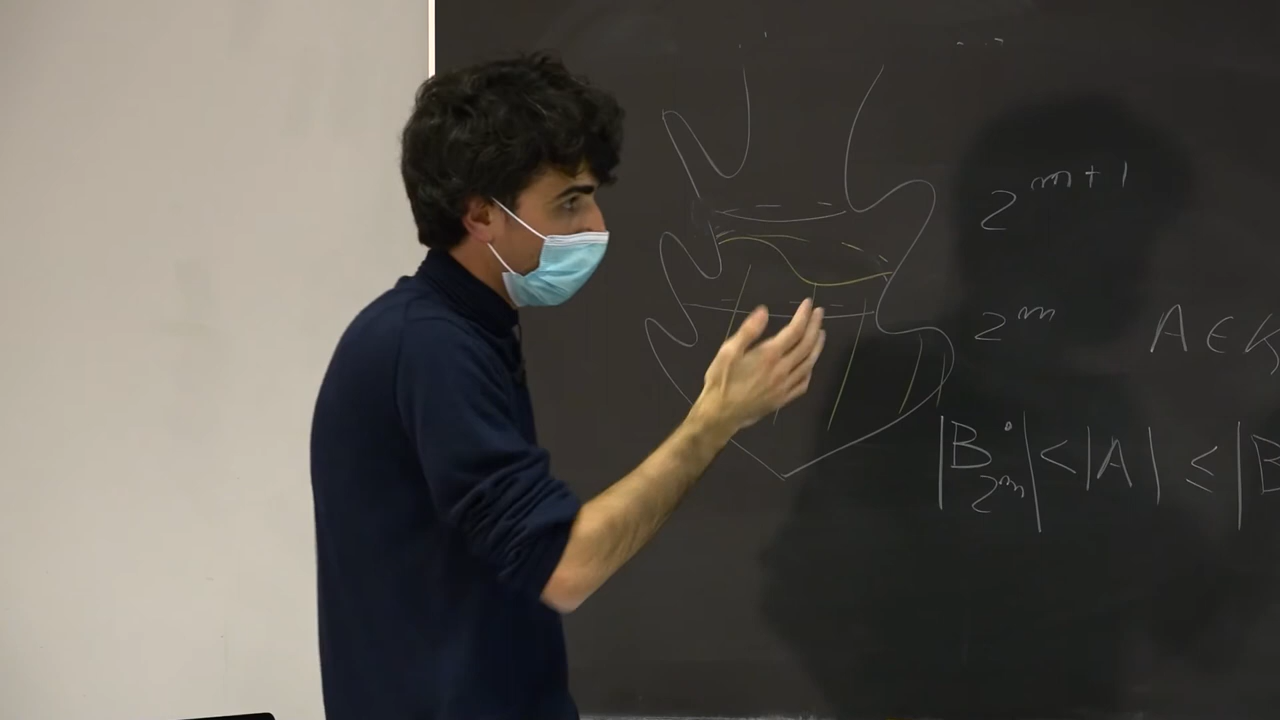 2^{m+1}
2^m A ∈ K
|B^•_{2^m}| < |A| ≤ |B